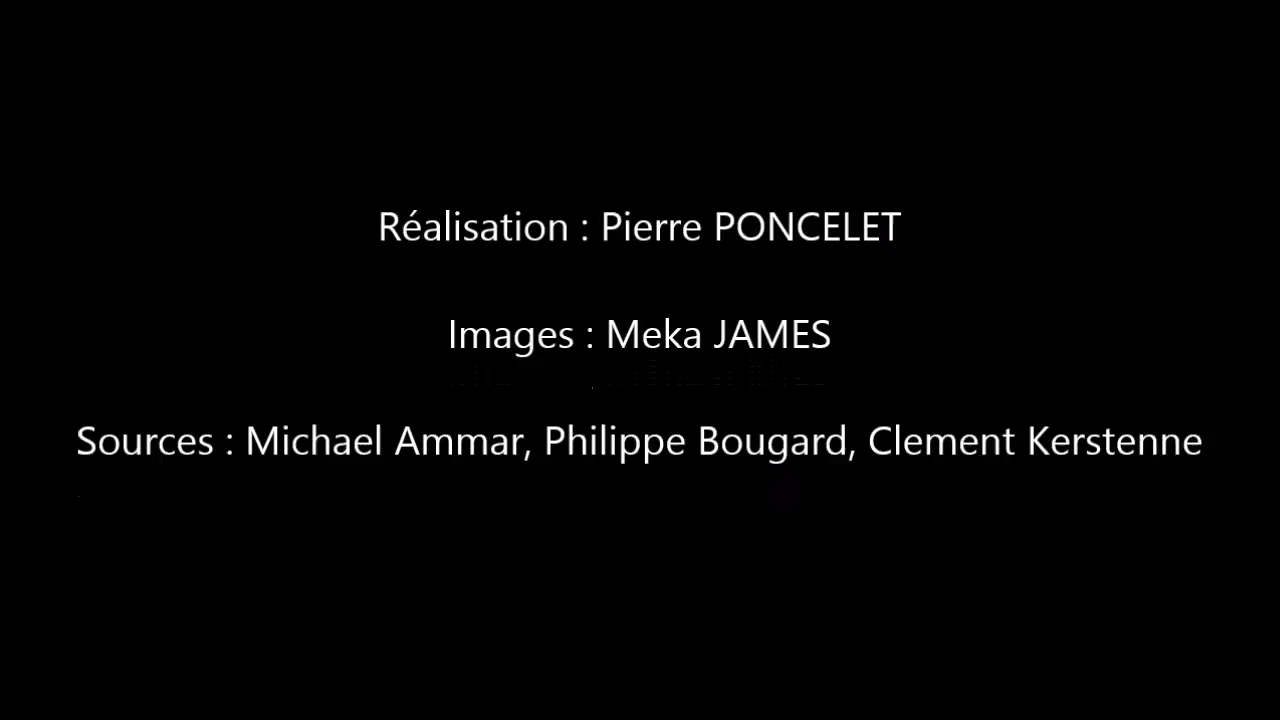 Réalisation : Pierre PONCELET
Images : Meka JAMES
Sources : Michael Ammar, Philippe Bougard, Clement Kerstenne